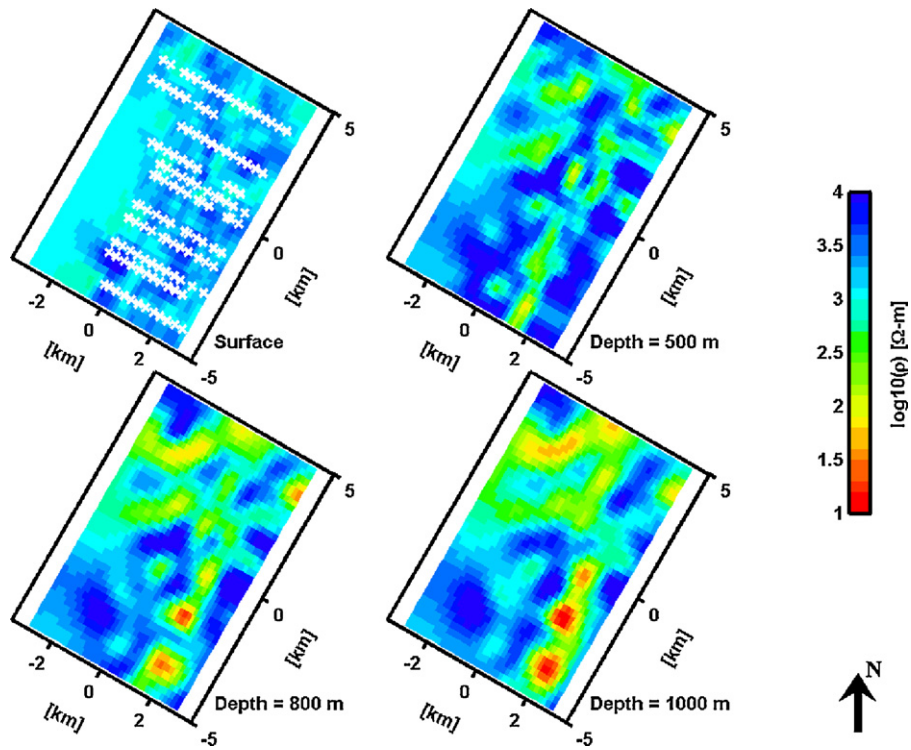 5
0
-5
-2
0
2
[km]
[km]
Surface
5
0
-5
-2
0
2
[km]
[km]
Depth = 500 m
4
3.5
3
2.5
2
1.5
1
log10(ρ) [Ω-m]
5
0
-5
-2
0
2
[km]
[km]
Depth = 800 m
5
0
-5
-2
0
2
[km]
[km]
Depth = 1000 m
N